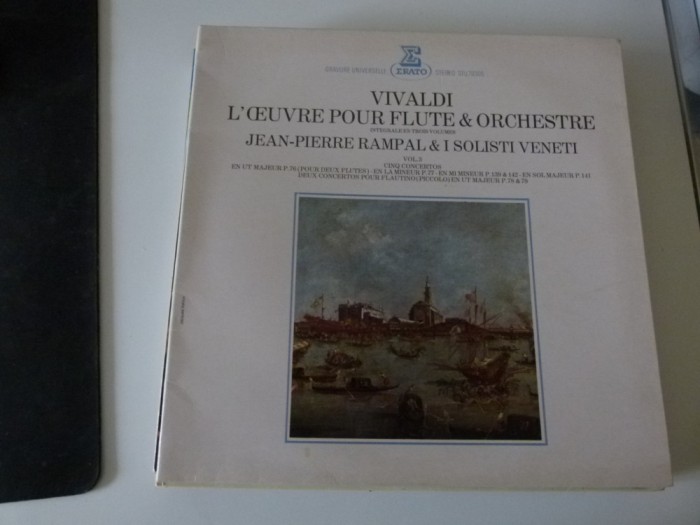 ERATO
VIVALDI
L'ŒUVRE POUR FLUTE & ORCHESTRE
INTEGRALE EN TROIS VOLUMES
JEAN-PIERRE RAMPAL & I SOLISTI VENETI
VOL. 3
CINQ CONCERTOS
EN UT MAJEUR P. 76 (POUR DEUX FLUTES) - EN LA MINEUR P. 77 - EN MI MINEUR P. 139 & 142 - EN SOL MAJEUR P. 141
DEUX CONCERTOS POUR FLAUTINO (PICCOLO) EN UT MAJEUR P. 78 & 79